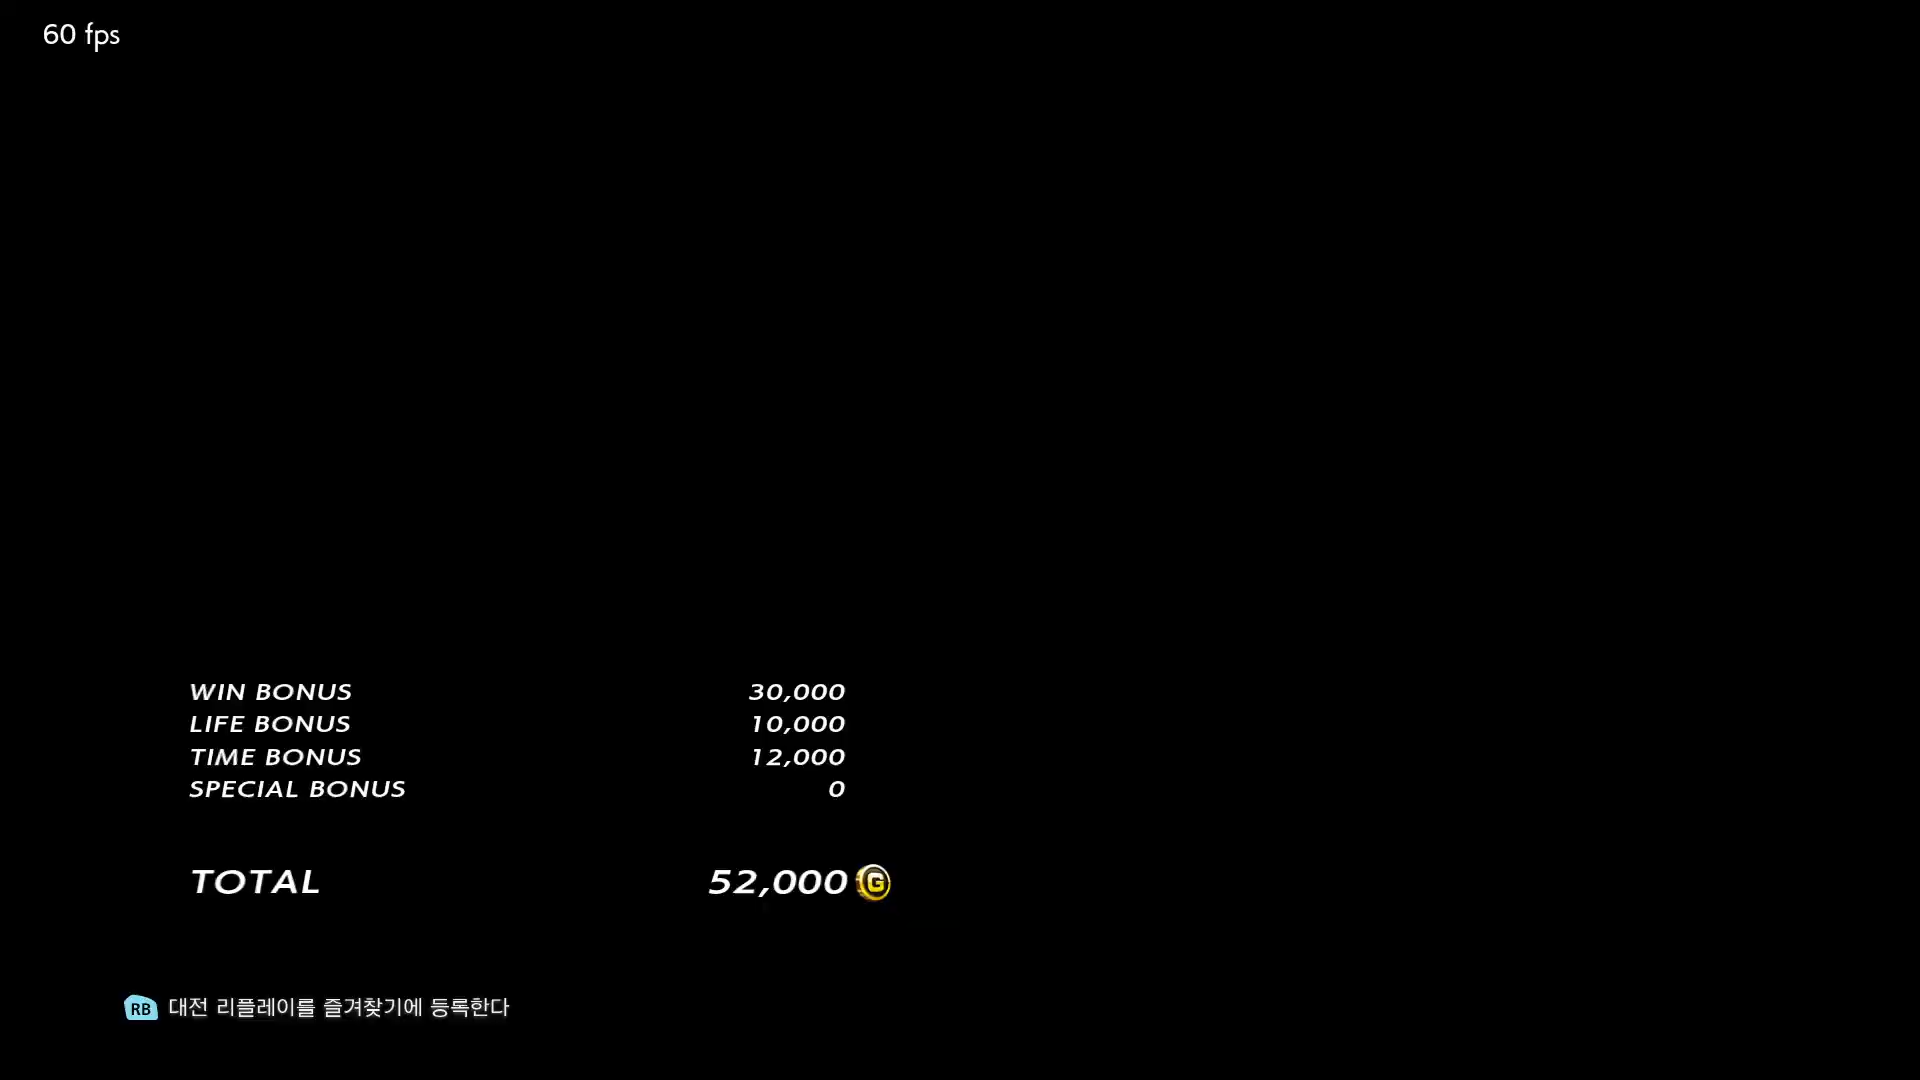 60 fps
WIN BONUS 30,000
LIFE BONUS 10,000
TIME BONUS 12,000
SPECIAL BONUS 0
TOTAL 52,000 G
RB 대전 리플레이를 즐겨찾기에 등록한다